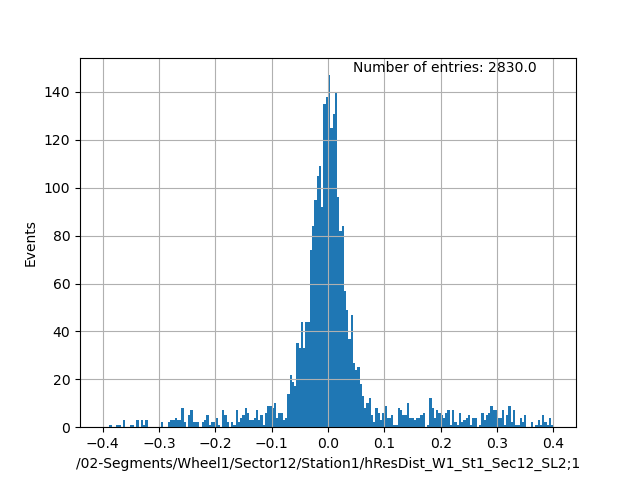 Number of entries: 2830.0
140
120
100
80
60
40
20
0
Events
−0.4 −0.3 −0.2 −0.1 0.0 0.1 0.2 0.3 0.4
/02-Segments/Wheel1/Sector12/Station1/hResDist_W1_St1_Sec12_SL2;1